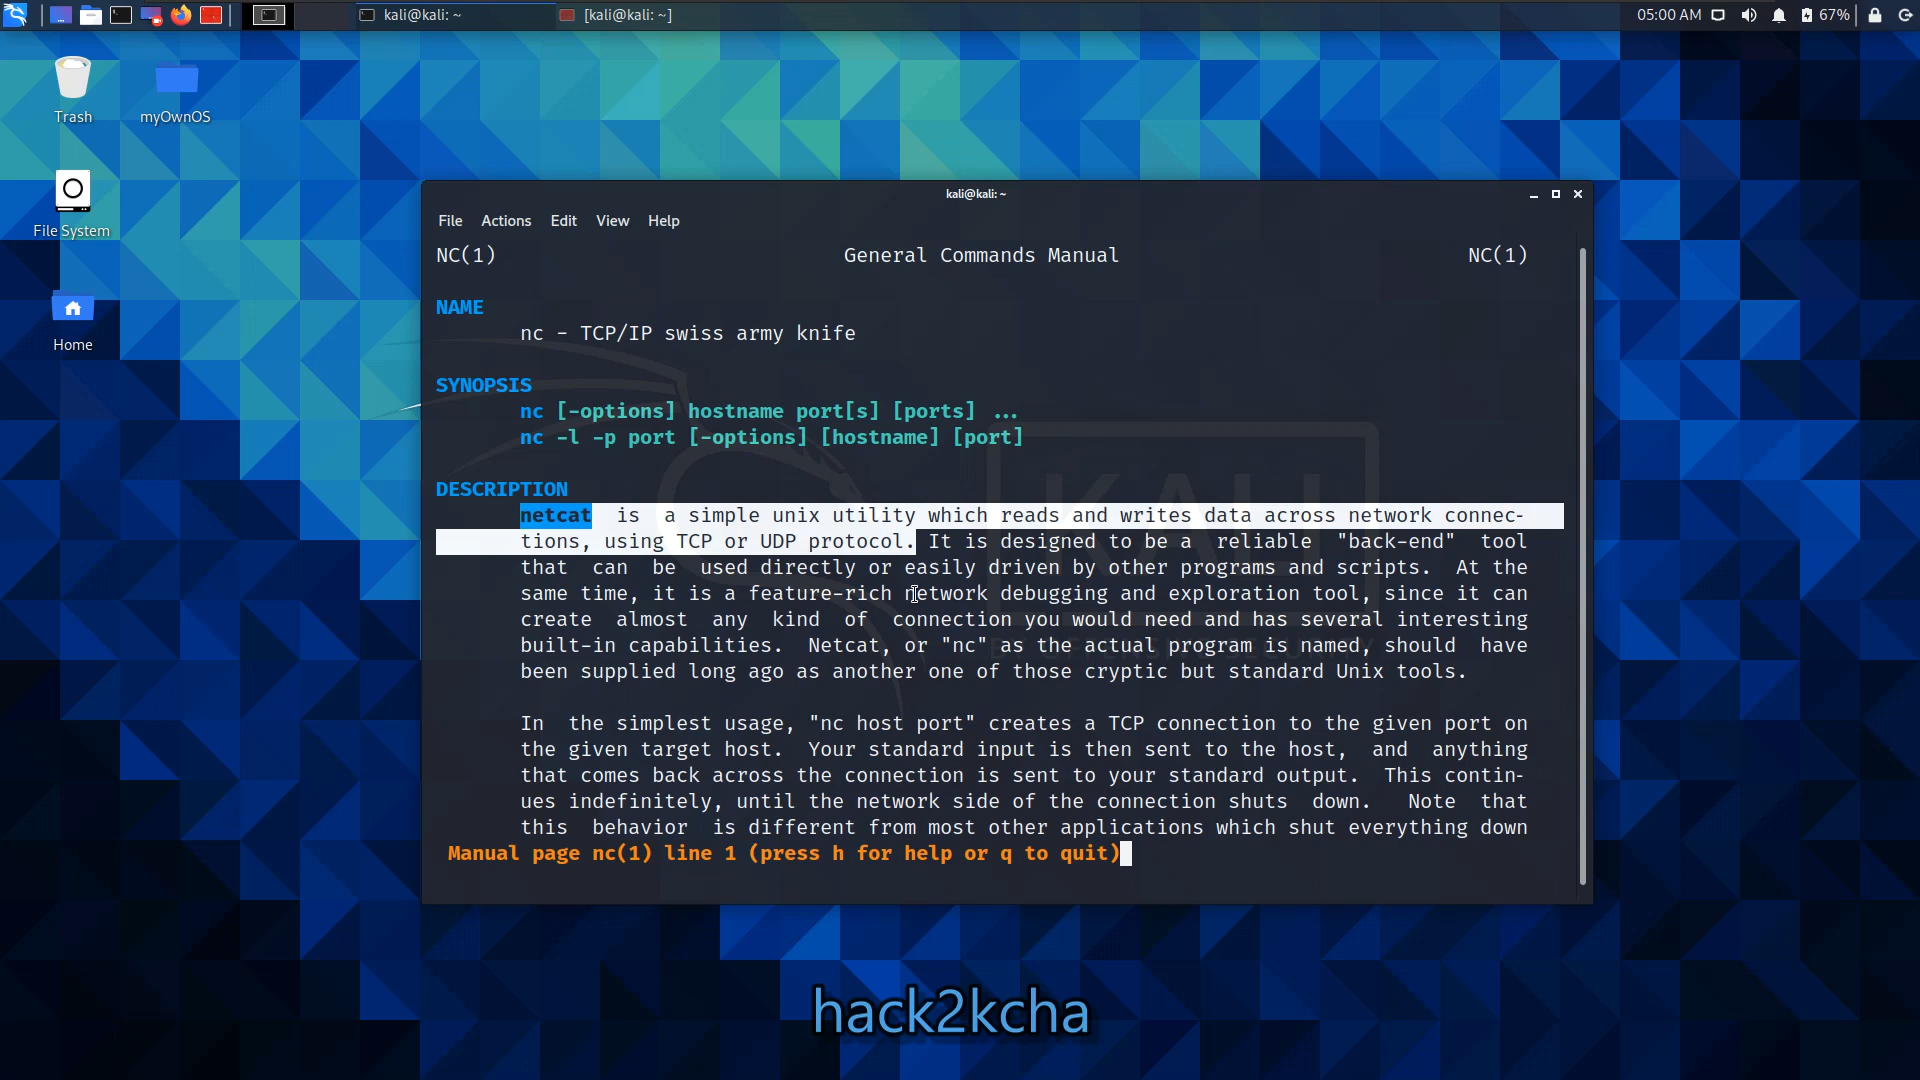 kali@kali: ~
[kali@kali: ~]
05:00 AM
67%
Trash
myOwnOS
File System
Home
kali@kali: ~
File Actions Edit View Help
NC(1) General Commands Manual NC(1)
NAME
nc - TCP/IP swiss army knife
SYNOPSIS
nc [-options] hostname port[s] [ports] ...
nc -l -p port [-options] [hostname] [port]
DESCRIPTION
netcat is a simple unix utility which reads and writes data across network connec-
tions, using TCP or UDP protocol. It is designed to be a reliable "back-end" tool
that can be used directly or easily driven by other programs and scripts. At the
same time, it is a feature-rich network debugging and exploration tool, since it can
create almost any kind of connection you would need and has several interesting
built-in capabilities. Netcat, or "nc" as the actual program is named, should have
been supplied long ago as another one of those cryptic but standard Unix tools.
In the simplest usage, "nc host port" creates a TCP connection to the given port on
the given target host. Your standard input is then sent to the host, and anything
that comes back across the connection is sent to your standard output. This contin-
ues indefinitely, until the network side of the connection shuts down. Note that
this behavior is different from most other applications which shut everything down
Manual page nc(1) line 1 (press h for help or q to quit)
KALI
BY OFFENSIVE SECURITY
hack2kcha